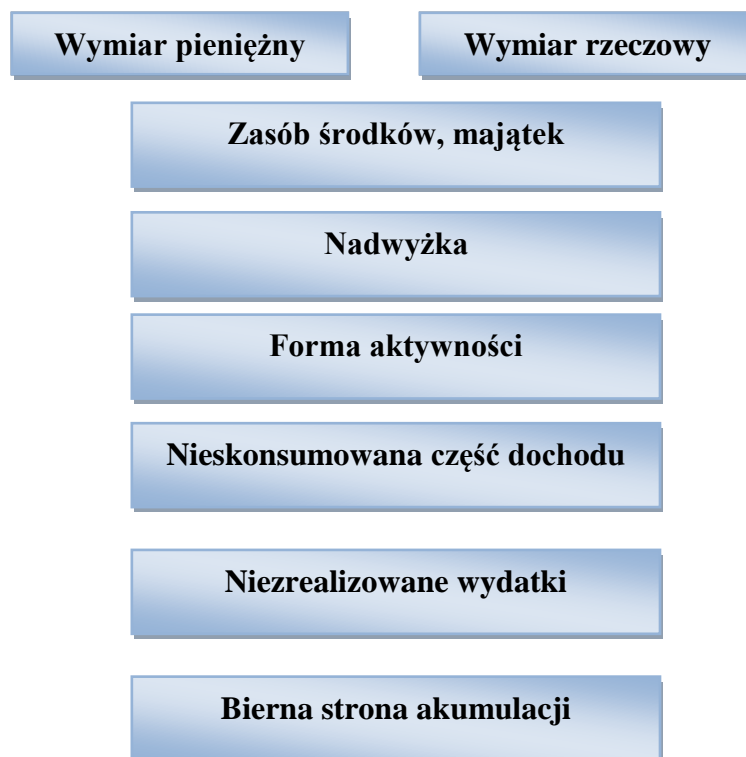 Wymiar pieniężny
Wymiar rzeczowy
Zasób środków, majątek
Nadwyżka
Forma aktywności
Nieskonsumowana część dochodu
Niezrealizowane wydatki
Bierna strona akumulacji